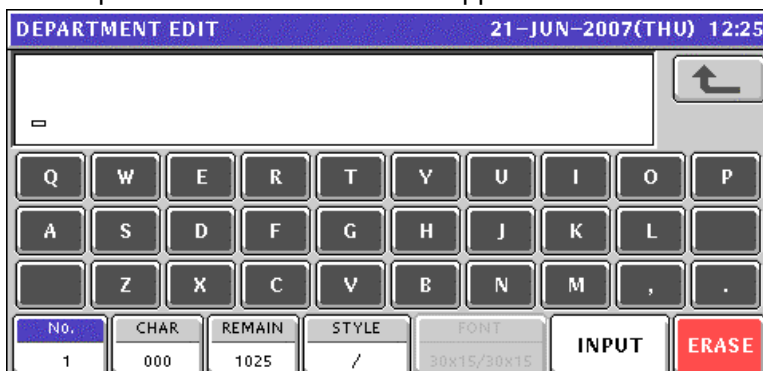 DEPARTMENT EDIT 21-JUN-2007(THU) 12:25
Q W E R T Y U I O P
A S D F G H J K L
Z X C V B N M , .
No. CHAR REMAIN STYLE FONT INPUT ERASE
1 000 1025 / 30x15/30x15